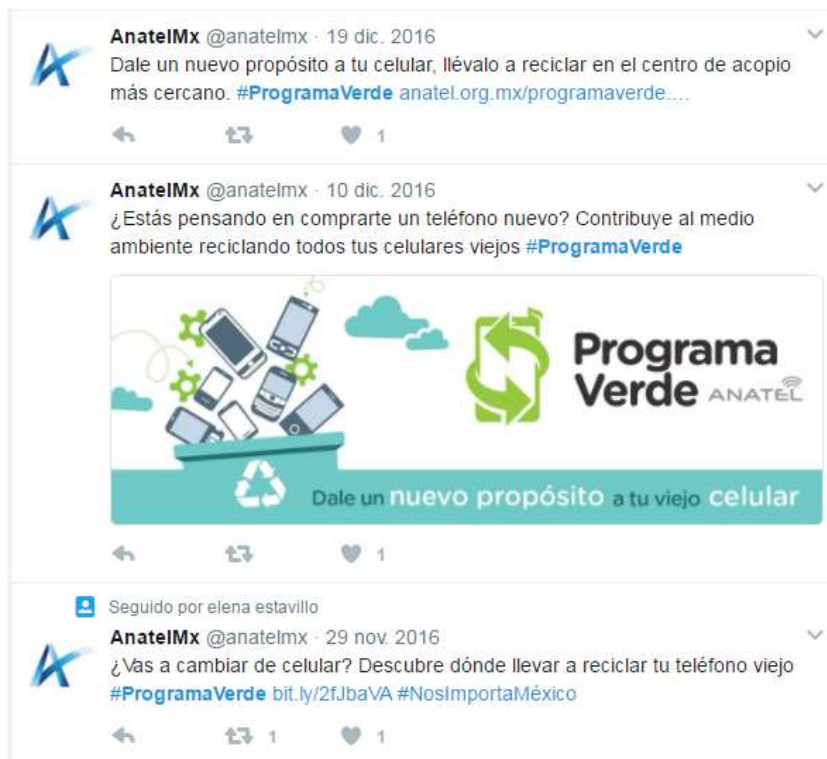 AnatelMx @anatelmx · 19 dic. 2016
Dale un nuevo propósito a tu celular, llévalo a reciclar en el centro de acopio
más cercano. #ProgramaVerde anatel.org.mx/programaverde....
1
AnatelMx @anatelmx · 10 dic. 2016
¿Estás pensando en comprarte un teléfono nuevo? Contribuye al medio
ambiente reciclando todos tus celulares viejos #ProgramaVerde
Programa
Verde ANATEL
Dale un nuevo propósito a tu viejo celular
1
Seguido por elena estavillo
AnatelMx @anatelmx · 29 nov. 2016
¿Vas a cambiar de celular? Descubre dónde llevar a reciclar tu teléfono viejo
#ProgramaVerde bit.ly/2fJbaVA #NosImportaMéxico
1 1